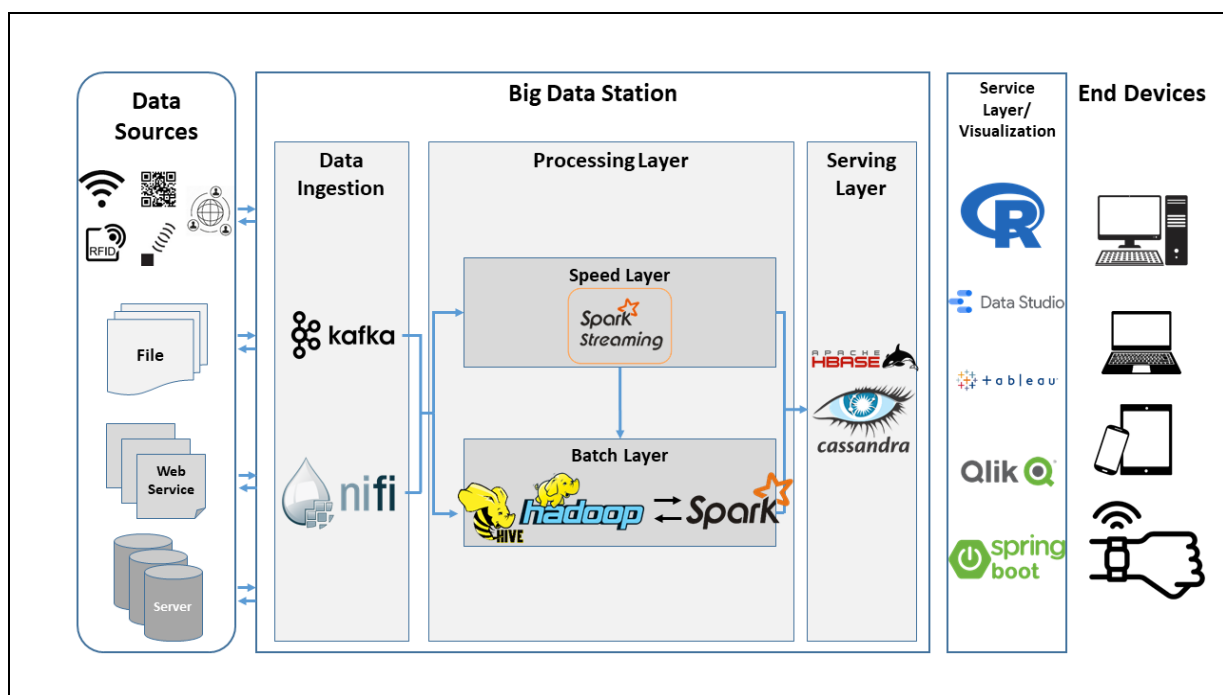 Data
Sources
RFID
File
Web
Service
Server
Big Data Station
Data
Ingestion
kafka
nifi
Processing Layer
Speed Layer
Spark
Streaming
Batch Layer
HIVE
hadoop
Spark
Serving
Layer
APACHE
HBASE
cassandra
Service
Layer/
Visualization
R
Data Studio
+ableau
Qlik
spring
boot
End Devices